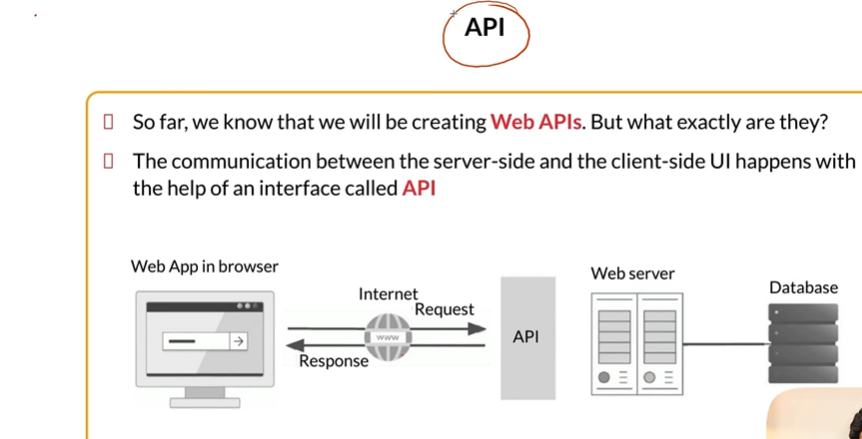 API
So far, we know that we will be creating Web APIs. But what exactly are they?
The communication between the server-side and the client-side UI happens with
the help of an interface called API
Web App in browser
Internet
Request
www
Response
API
Web server
Database